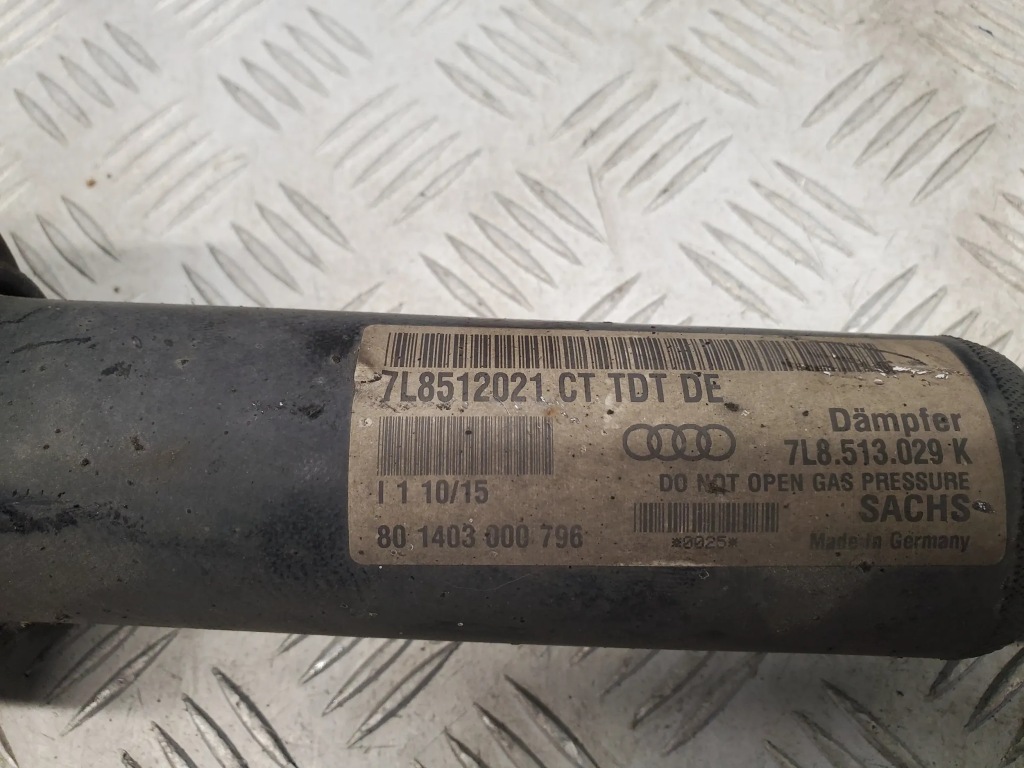 7L8512021 CT TDT DE
Dämpfer
7L8.513.029 K
I 1 10/15
DO NOT OPEN GAS PRESSURE
SACHS
80 1403 000 796
*0025*
Made in Germany